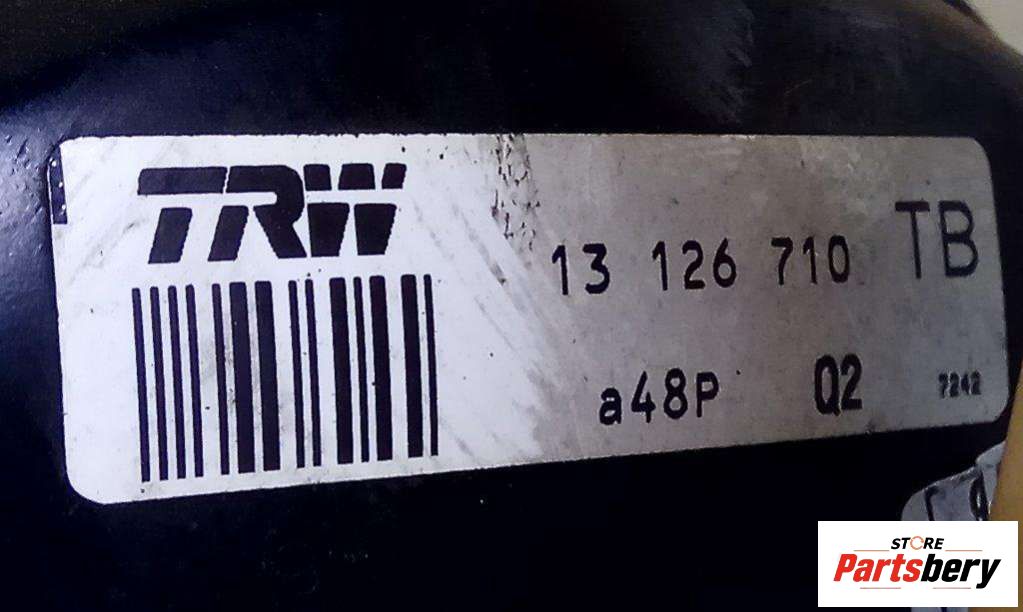 TRW
13 126 710 TB
a48P Q2 7242
STORE
Partsbery